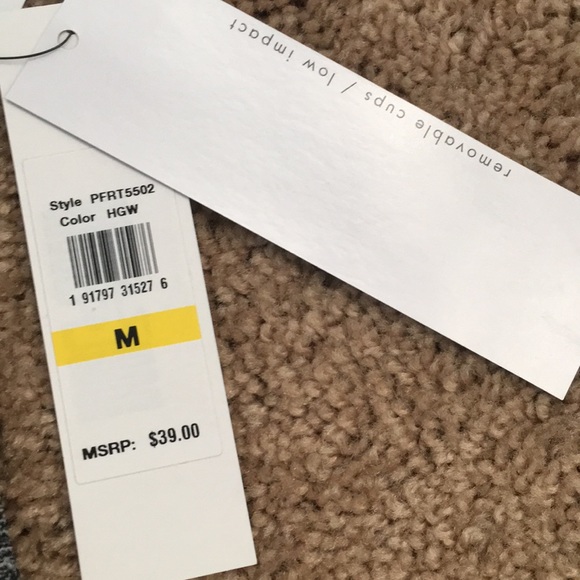 removable cups / low impact
Style PFRT5502
Color HGW
1 91797 31527 6
M
MSRP: $39.00